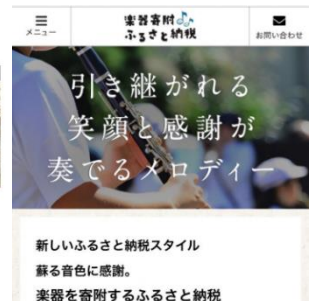 メニュー
楽器寄附
ふるさと納税
お問い合わせ
引き継がれる
笑顔と感謝が
奏でるメロディー
新しいふるさと納税スタイル
蘇る音色に感謝。
楽器を寄附するふるさと納税